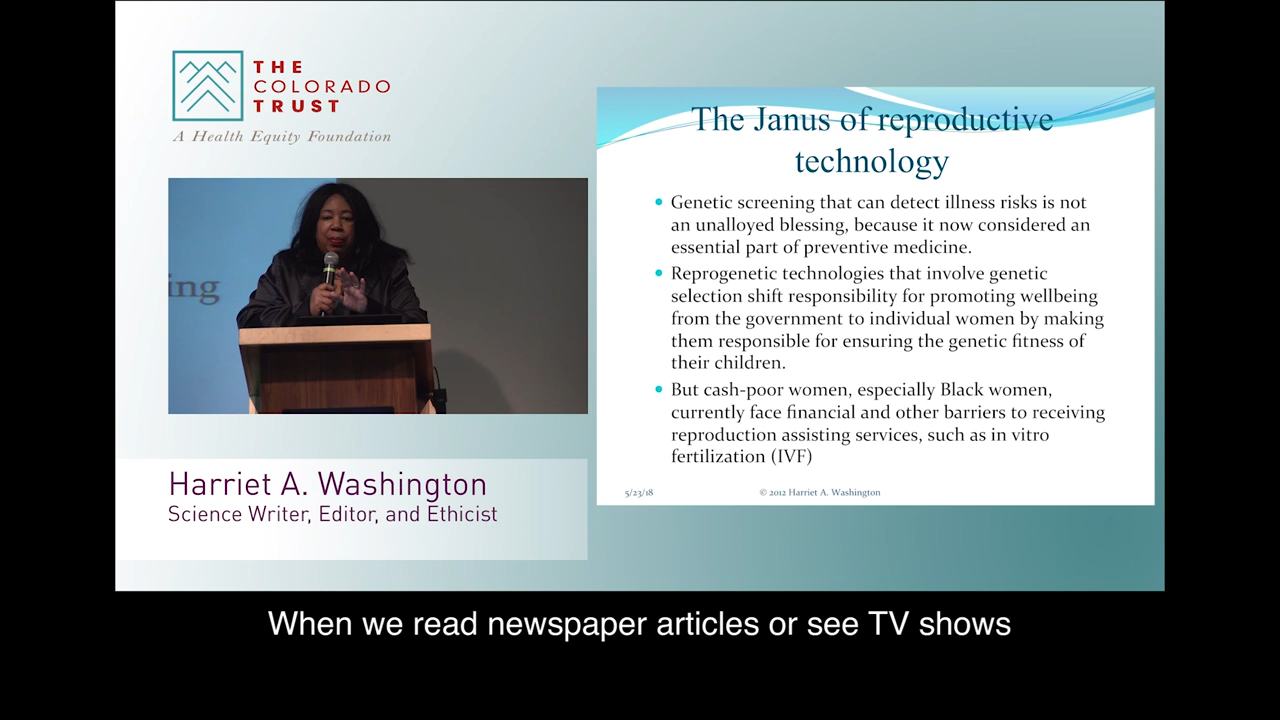 THE
COLORADO
TRUST
A Health Equity Foundation
ing
Harriet A. Washington
Science Writer, Editor, and Ethicist
The Janus of reproductive
technology
• Genetic screening that can detect illness risks is not
an unalloyed blessing, because it now considered an
essential part of preventive medicine.
• Reprogenetic technologies that involve genetic
selection shift responsibility for promoting wellbeing
from the government to individual women by making
them responsible for ensuring the genetic fitness of
their children.
• But cash-poor women, especially Black women,
currently face financial and other barriers to receiving
reproduction assisting services, such as in vitro
fertilization (IVF)
5/23/18
© 2012 Harriet A. Washington
When we read newspaper articles or see TV shows